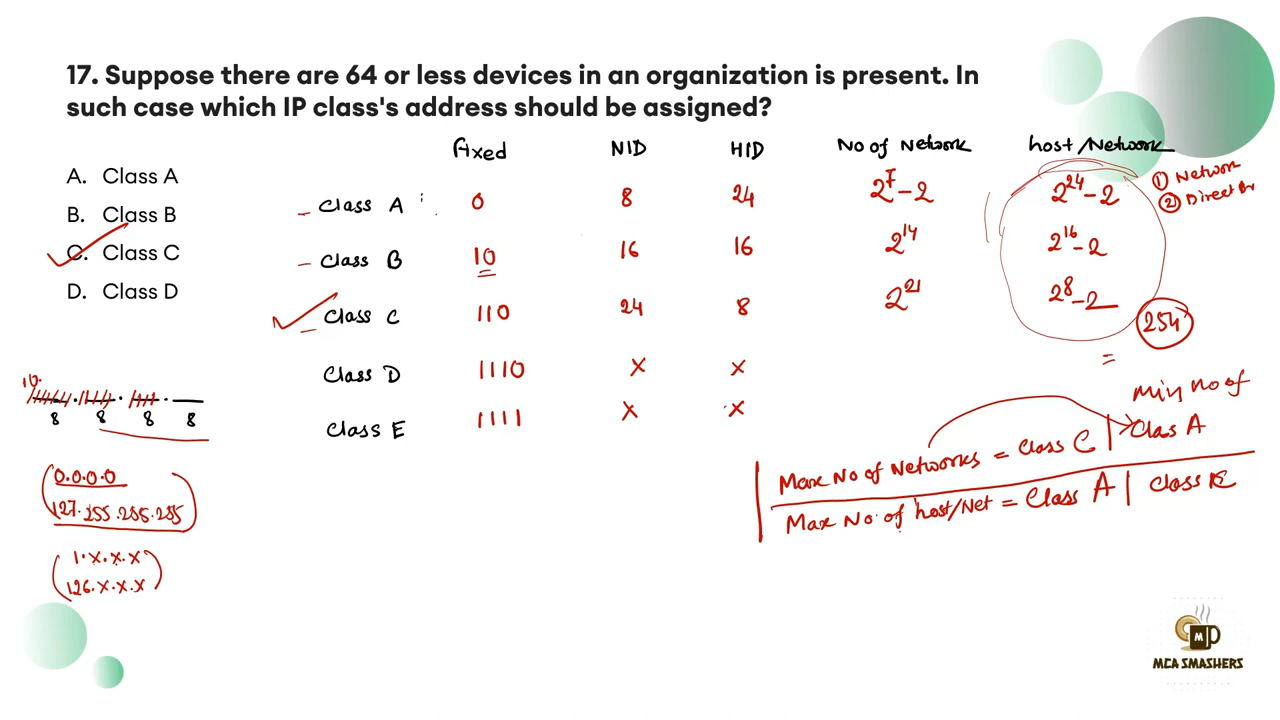 17. Suppose there are 64 or less devices in an organization is present. In
such case which IP class's address should be assigned?
A. Class A
B. Class B
C. Class C
D. Class D
Fixed NID HID No of Network host/Network
Class A : 0 8 24 2^7-2 2^24-2
① Network
② Direct Br
Class B 10 16 16 2^14 2^16-2
Class C 110 24 8 2^21 2^8-2
254
=
Class D 1110 X X
Class E 1111 X X
10.
8 8 8 8
0.0.0.0
127.255.255.255
1.X.X.X
126.X.X.X
Min No of
Max No of Networks = Class C | Clas A
Max No. of host/Net = Class A | Class
MCA SMASHERS